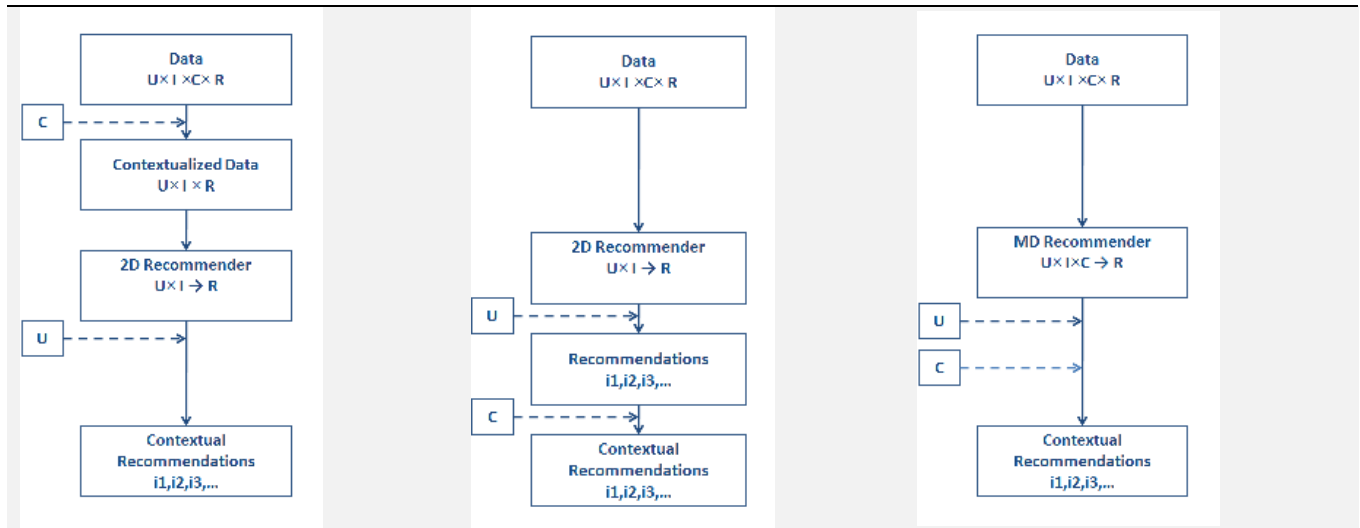 Data
U× I ×C× R
C
Contextualized Data
U× I × R
2D Recommender
U× I → R
U
Contextual
Recommendations
i1,i2,i3,...
Data
U× I ×C× R
2D Recommender
U× I → R
U
Recommendations
i1,i2,i3,...
C
Contextual
Recommendations
i1,i2,i3,...
Data
U× I ×C× R
MD Recommender
U× I×C → R
U
C
Contextual
Recommendations
i1,i2,i3,...